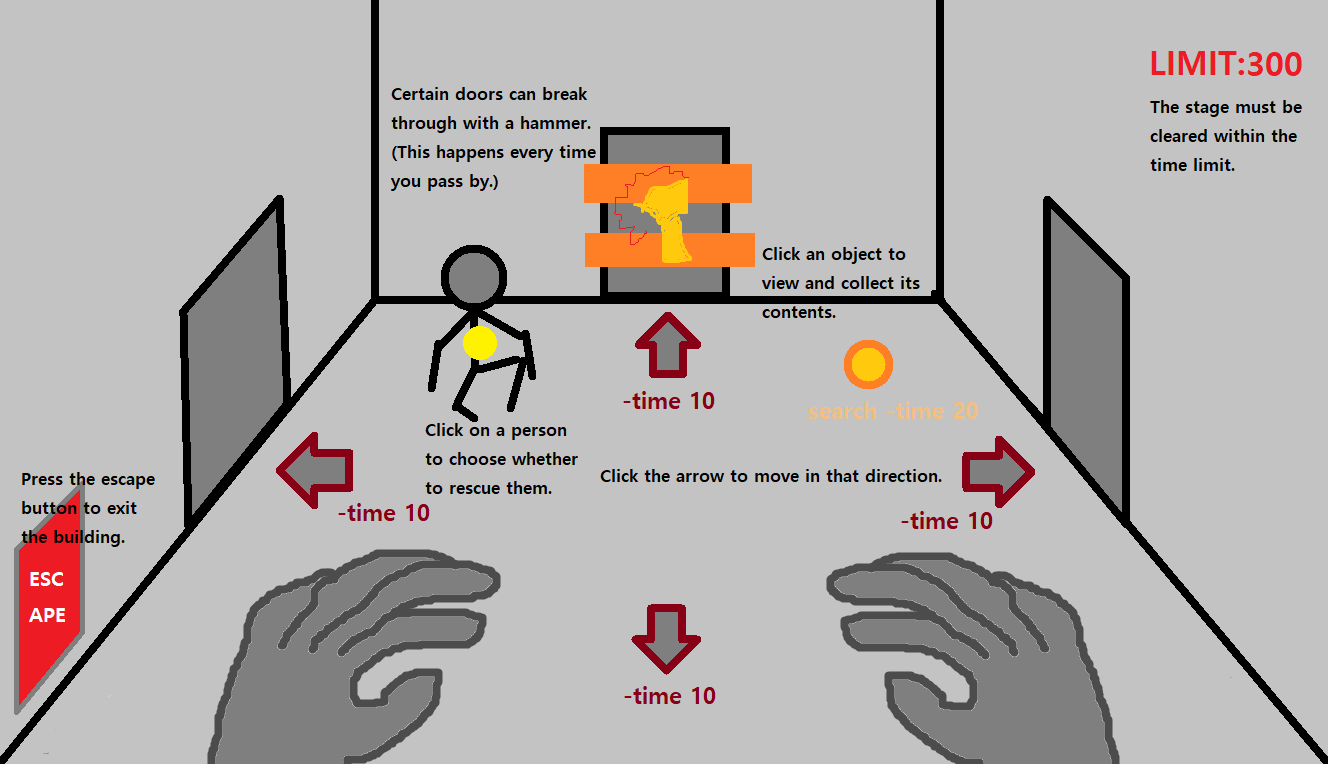 LIMIT:300
The stage must be
cleared within the
time limit.
Certain doors can break
through with a hammer.
(This happens every time
you pass by.)
Click an object to
view and collect its
contents.
-time 10
search -time 20
Click on a person
to choose whether
to rescue them.
Click the arrow to move in that direction.
-time 10
-time 10
Press the escape
button to exit
the building.
ESC
APE
-time 10